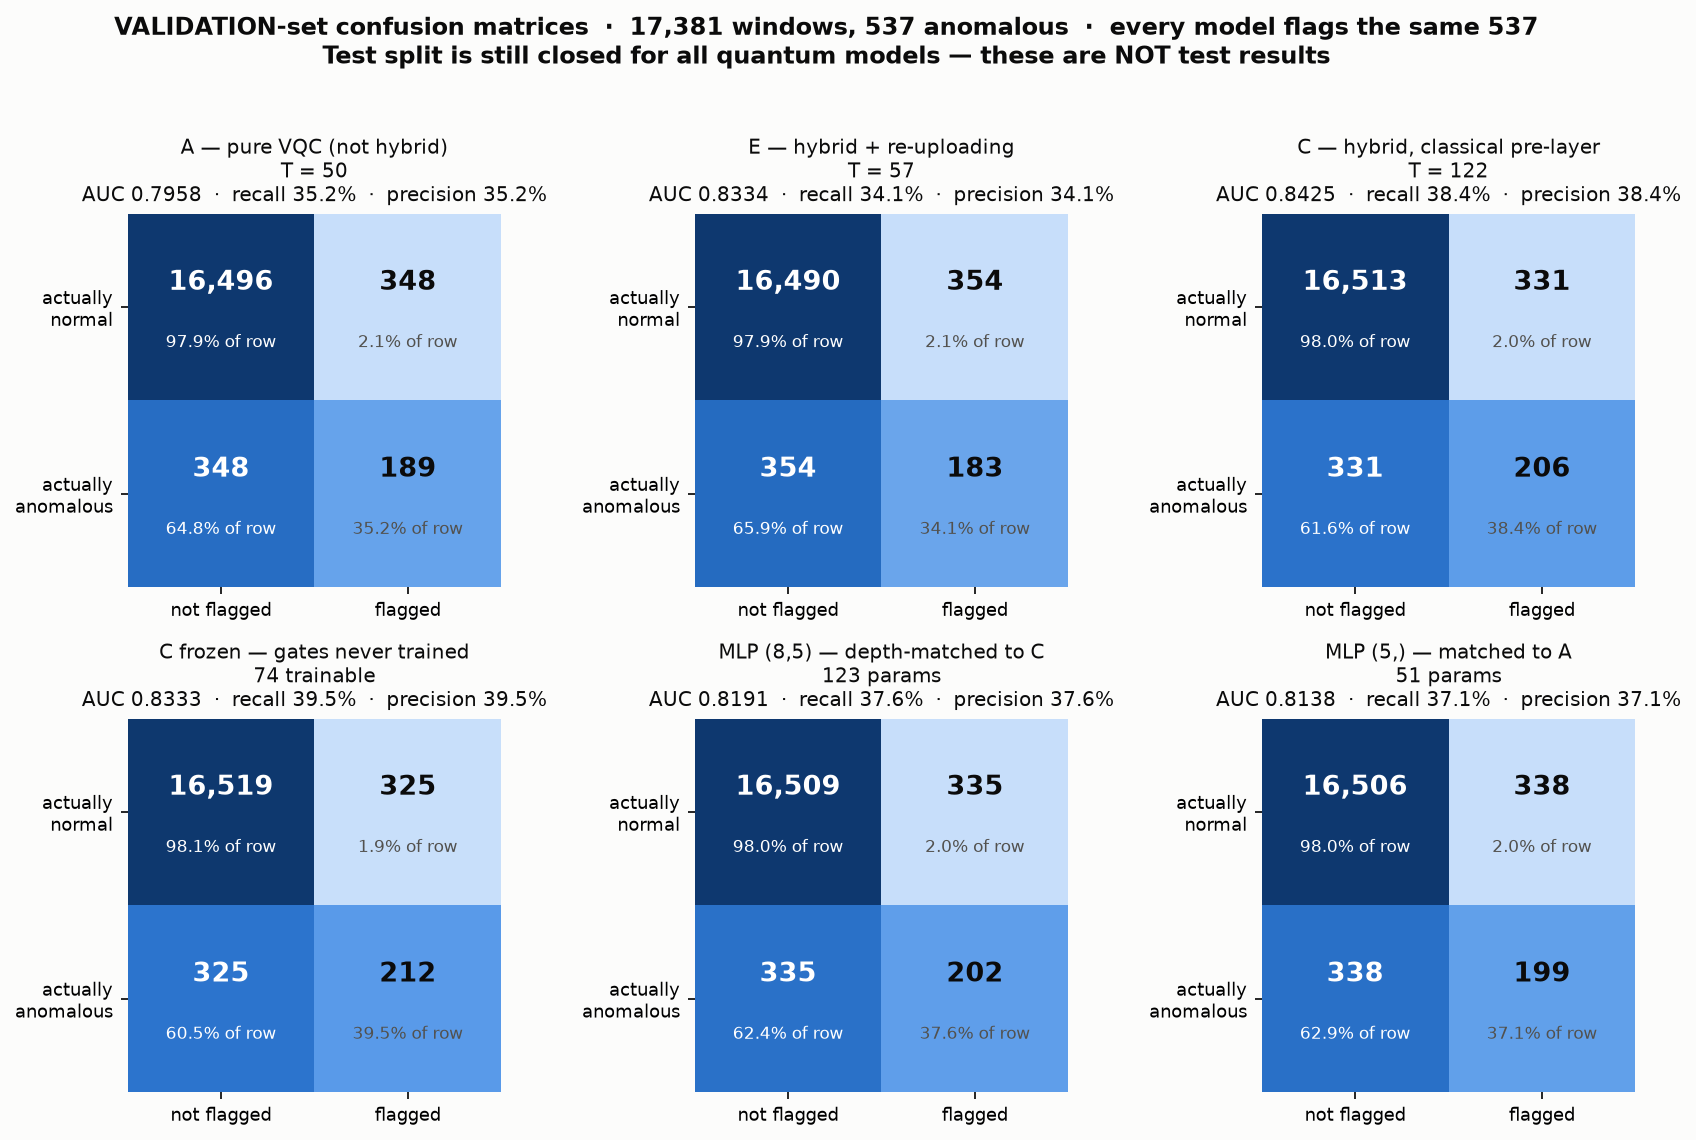 VALIDATION-set confusion matrices · 17,381 windows, 537 anomalous · every model flags the same 537
Test split is still closed for all quantum models — these are NOT test results
A — pure VQC (not hybrid)
T = 50
AUC 0.7958 · recall 35.2% · precision 35.2%
16,496
348
97.9% of row
2.1% of row
348
189
64.8% of row
35.2% of row
actually
normal
actually
anomalous
not flagged
flagged
E — hybrid + re-uploading
T = 57
AUC 0.8334 · recall 34.1% · precision 34.1%
16,490
354
97.9% of row
2.1% of row
354
183
65.9% of row
34.1% of row
actually
normal
actually
anomalous
not flagged
flagged
C — hybrid, classical pre-layer
T = 122
AUC 0.8425 · recall 38.4% · precision 38.4%
16,513
331
98.0% of row
2.0% of row
331
206
61.6% of row
38.4% of row
actually
normal
actually
anomalous
not flagged
flagged
C frozen — gates never trained
74 trainable
AUC 0.8333 · recall 39.5% · precision 39.5%
16,519
325
98.1% of row
1.9% of row
325
212
60.5% of row
39.5% of row
actually
normal
actually
anomalous
not flagged
flagged
MLP (8,5) — depth-matched to C
123 params
AUC 0.8191 · recall 37.6% · precision 37.6%
16,509
335
98.0% of row
2.0% of row
335
202
62.4% of row
37.6% of row
actually
normal
actually
anomalous
not flagged
flagged
MLP (5,) — matched to A
51 params
AUC 0.8138 · recall 37.1% · precision 37.1%
16,506
338
98.0% of row
2.0% of row
338
199
62.9% of row
37.1% of row
actually
normal
actually
anomalous
not flagged
flagged